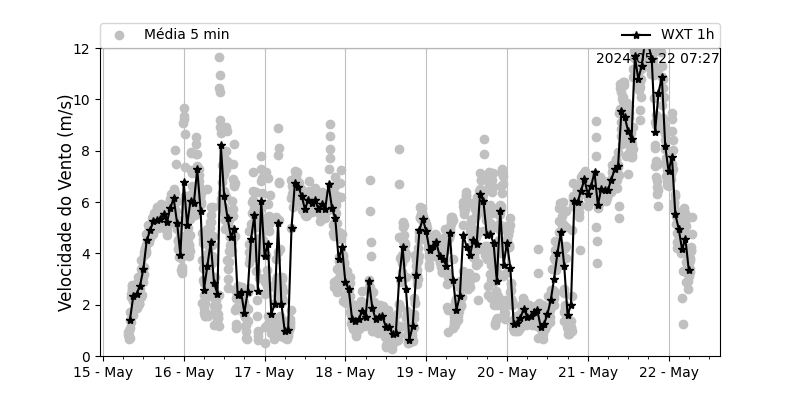 Média 5 min
WXT 1h
2024-05-22 07:27
Velocidade do Vento (m/s)
12
10
8
6
4
2
0
15 - May
16 - May
17 - May
18 - May
19 - May
20 - May
21 - May
22 - May